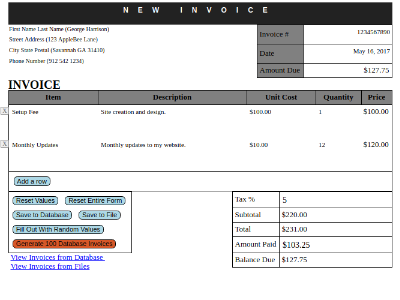 NEW INVOICE
First Name Last Name (George Harrison)
Street Address (123 AppleBee Lane)
City State Postal (Savannah GA 31410)
Phone Number (912 542 1234)
Invoice # 1234567890
Date May 16, 2017
Amount Due $127.75
INVOICE
Item Description Unit Cost Quantity Price
X Setup Fee Site creation and design. $100.00 1 $100.00
X Monthly Updates Monthly updates to my website. $10.00 12 $120.00
Add a row
Reset Values Reset Entire Form
Save to Database Save to File
Fill Out With Random Values
Generate 100 Database Invoices
View Invoices from Database
View Invoices from Files
Tax % 5
Subtotal $220.00
Total $231.00
Amount Paid $103.25
Balance Due $127.75